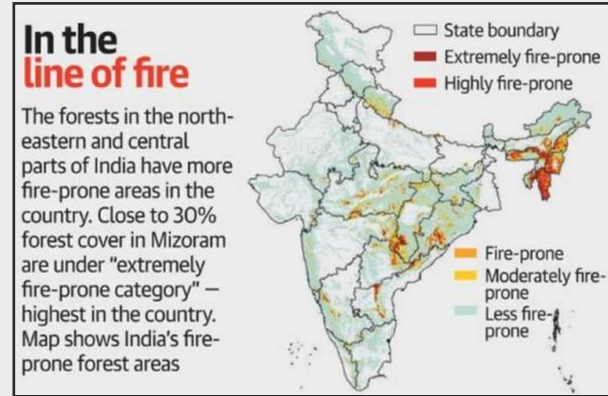 In the
line of fire
The forests in the north-
eastern and central
parts of India have more
fire-prone areas in the
country. Close to 30%
forest cover in Mizoram
are under “extremely
fire-prone category” —
highest in the country.
Map shows India’s fire-
prone forest areas
State boundary
Extremely fire-prone
Highly fire-prone
Fire-prone
Moderately fire-
prone
Less fire-
prone